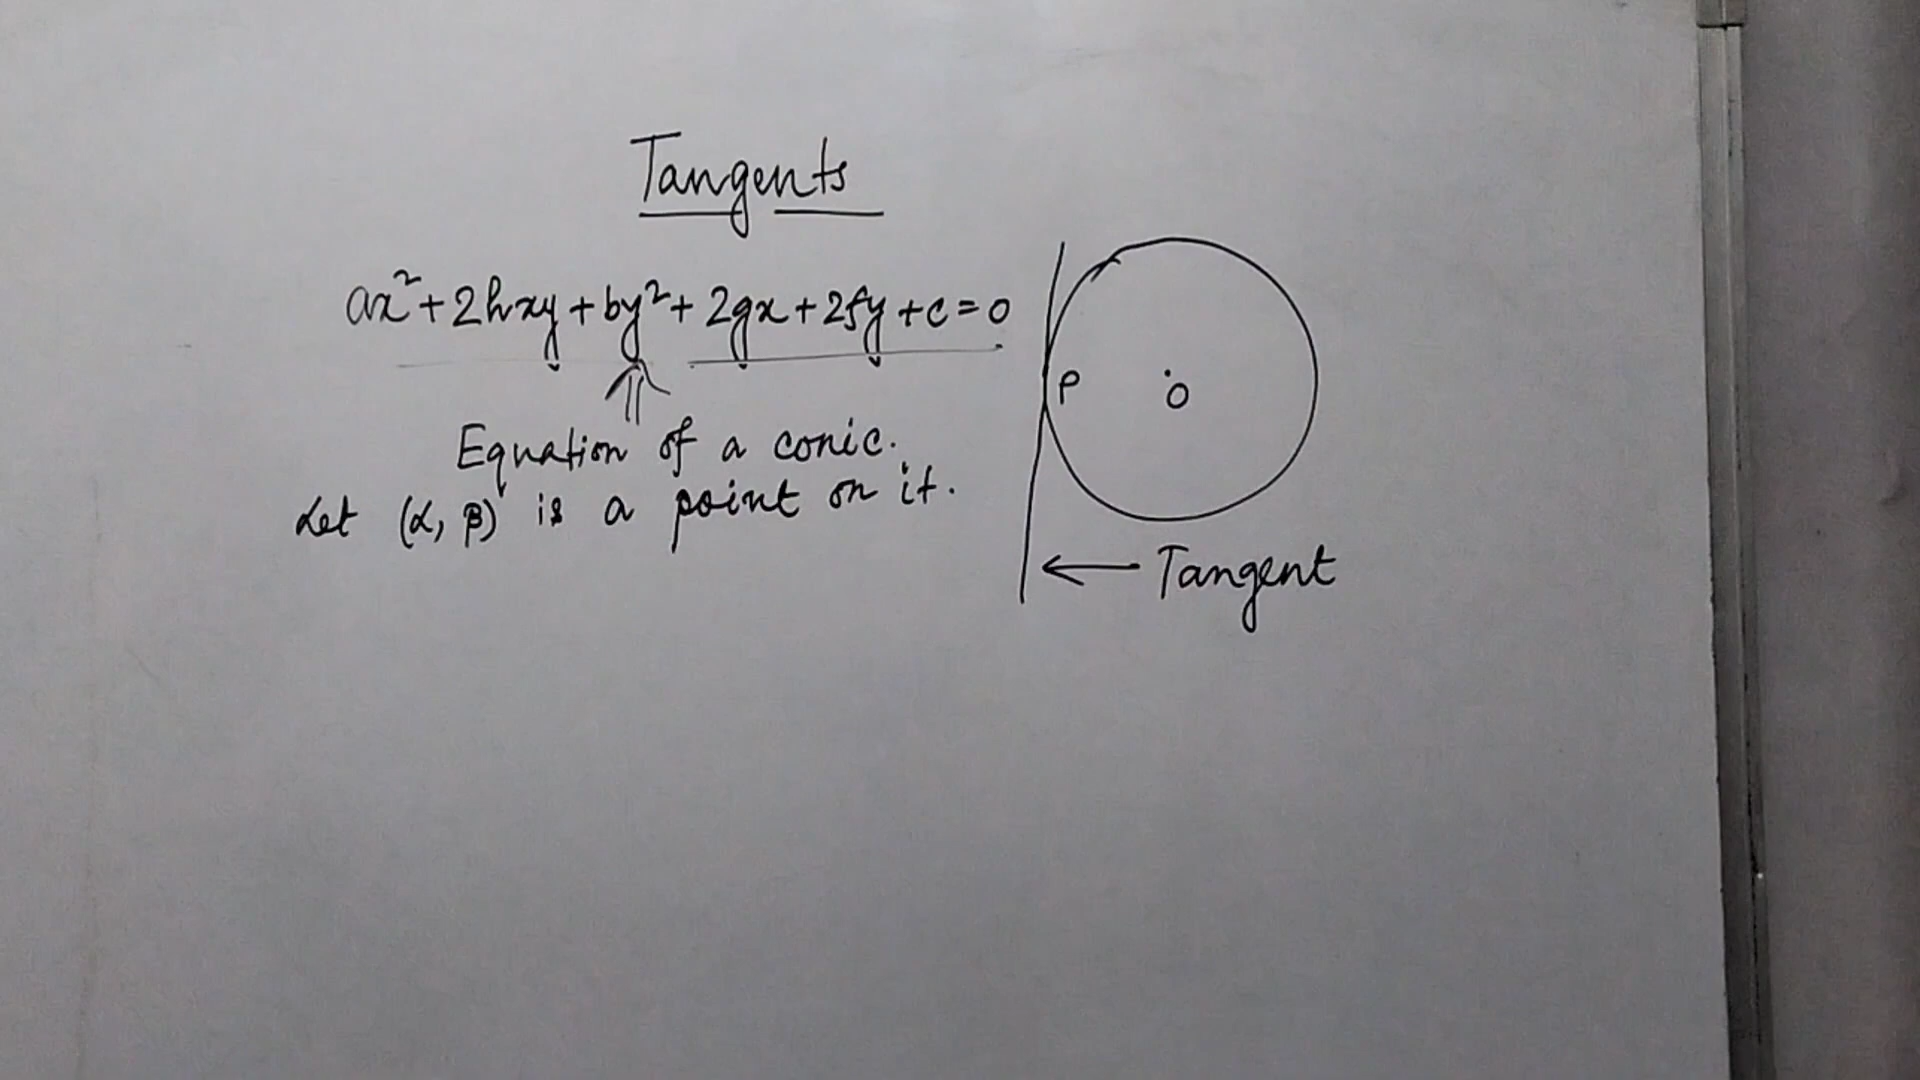 Tangents
ax²+2hxy+by²+2gx+2fy+c=0
P
O
Equation of a conic.
Let (α, β) is a point on it.
Tangent